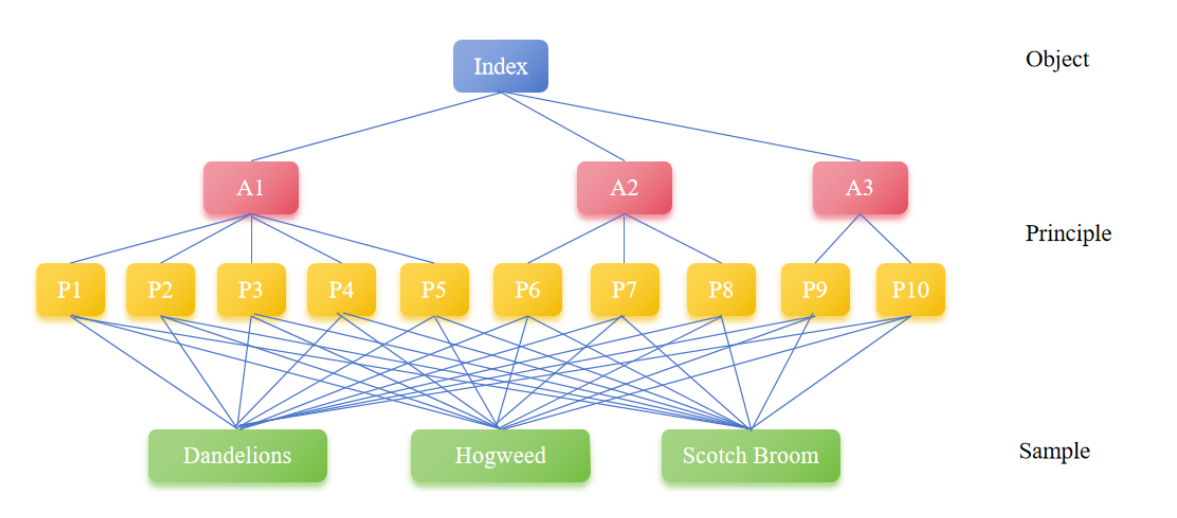 Index
Object
A1
A2
A3
Principle
P1
P2
P3
P4
P5
P6
P7
P8
P9
P10
Dandelions
Hogweed
Scotch Broom
Sample